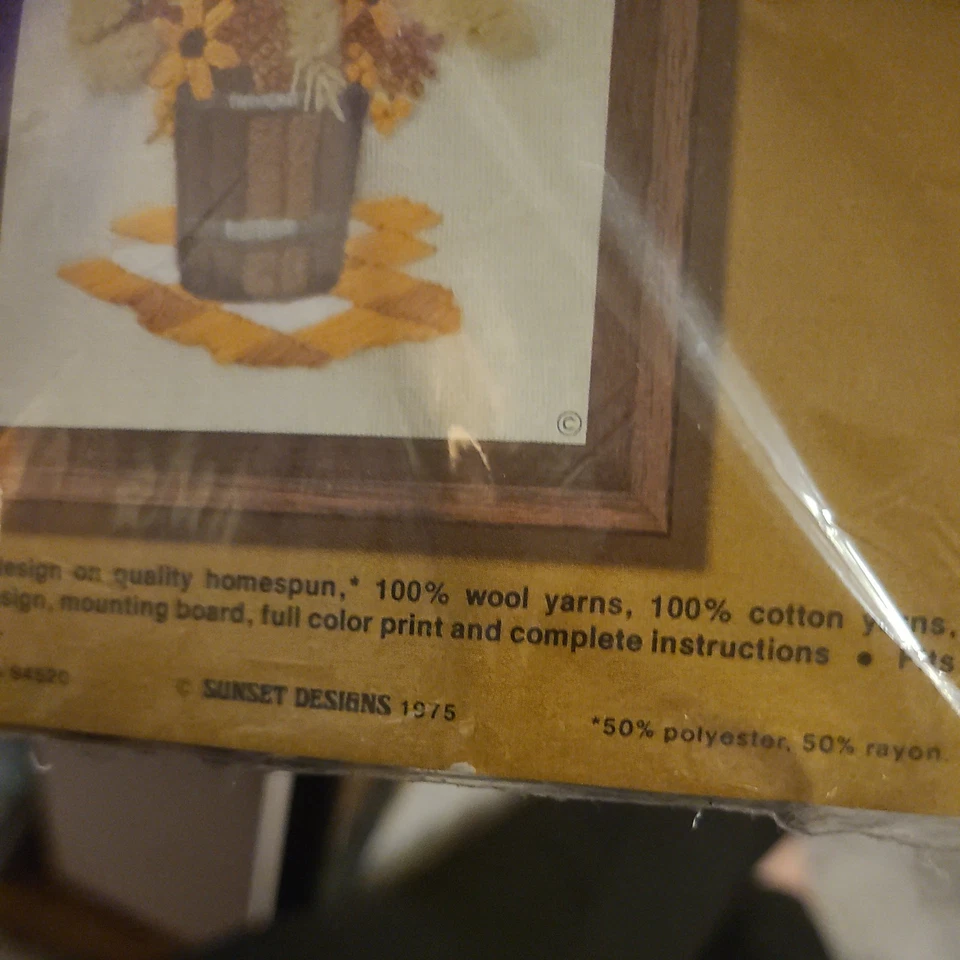 ©
design on quality homespun,* 100% wool yarns, 100% cotton
mounting board, full color print and complete instructions •
94520
© SUNSET DESIGNS 1975
*50% polyester, 50% rayon.